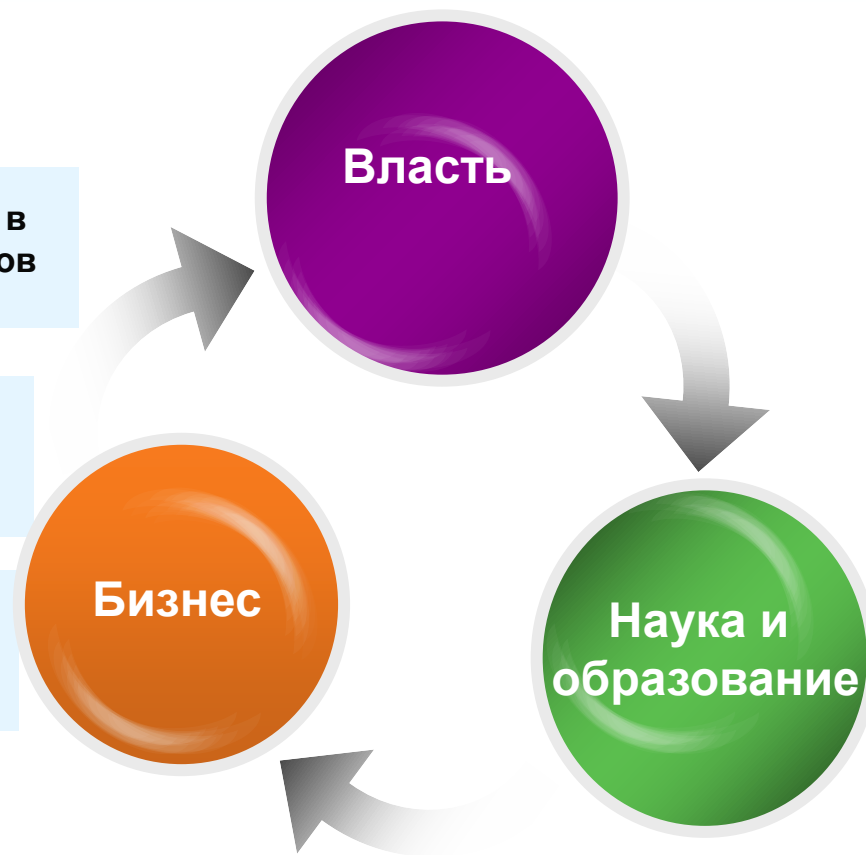 Власть
в
ов
Бизнес
Наука и
образование